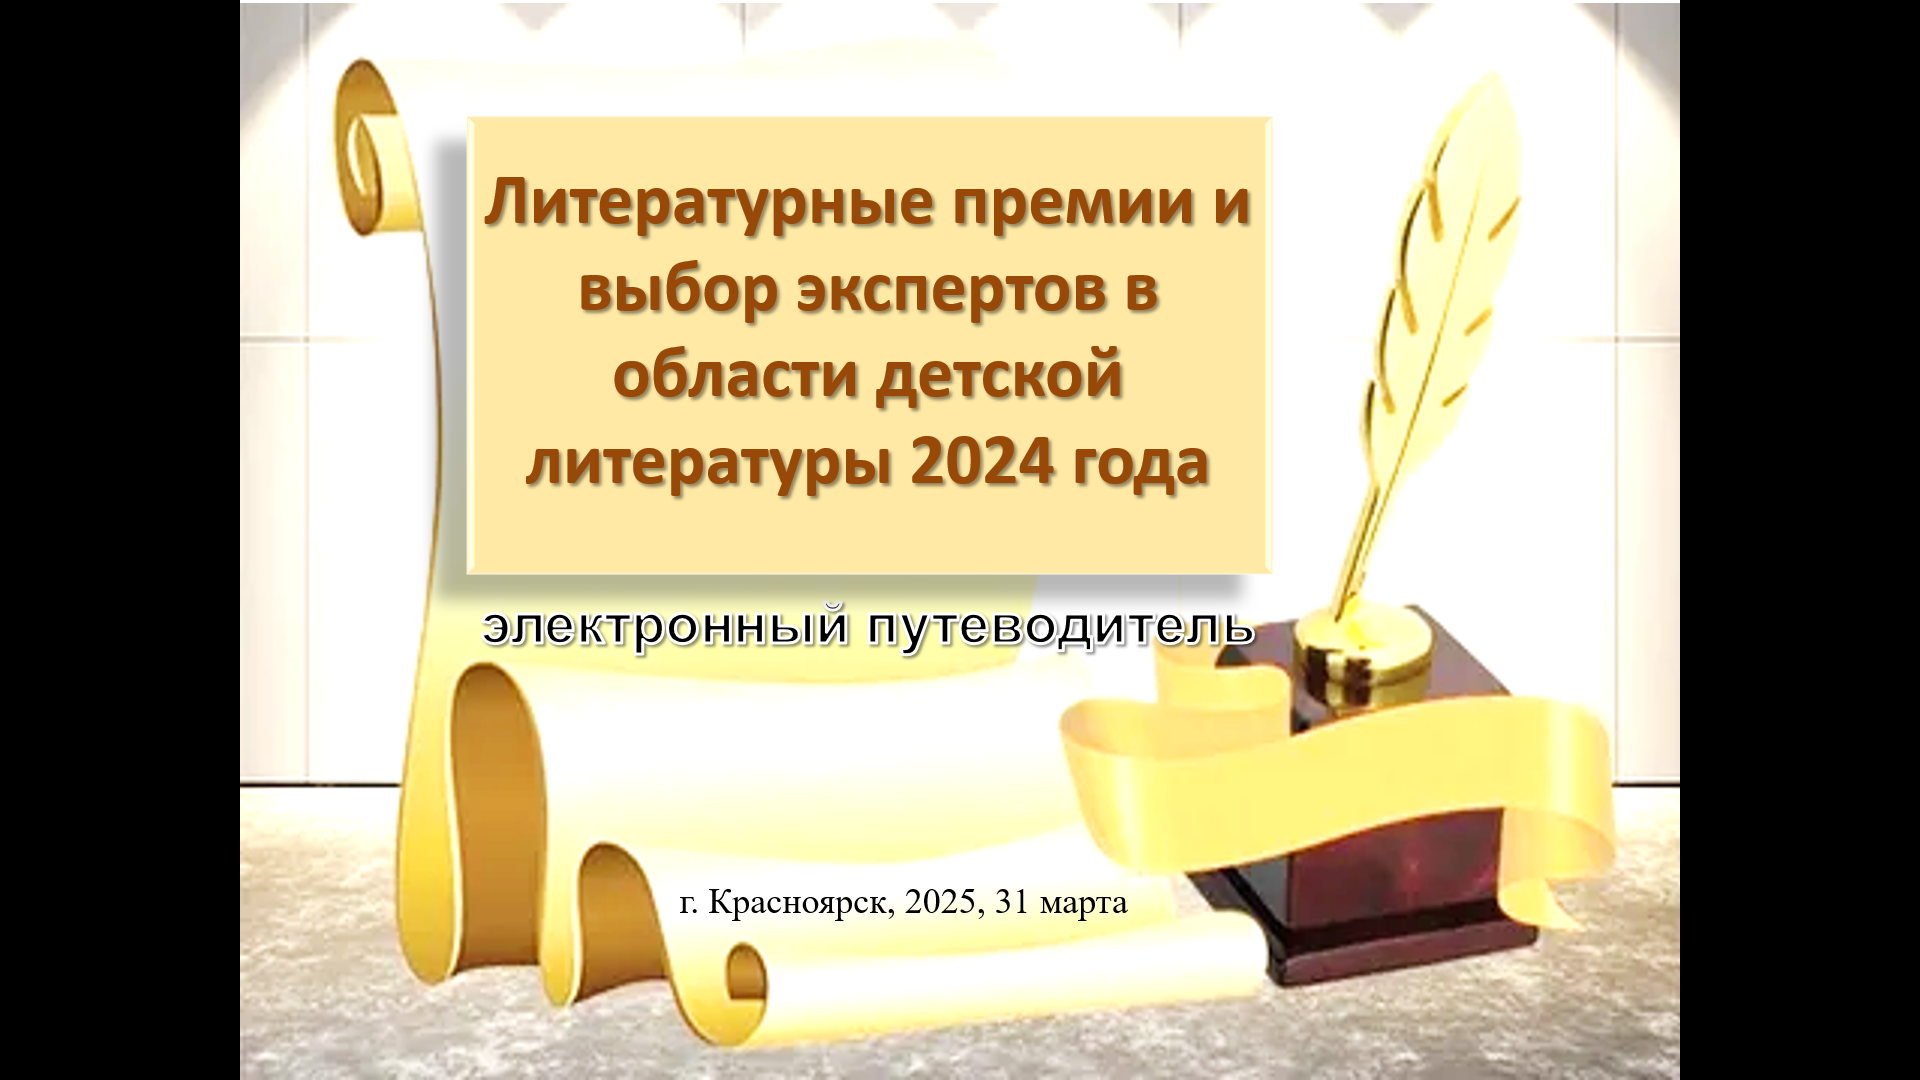 Литературные премии и
выбор экспертов в
области детской
литературы 2024 года
электронный путеводитель
г. Красноярск, 2025, 31 марта